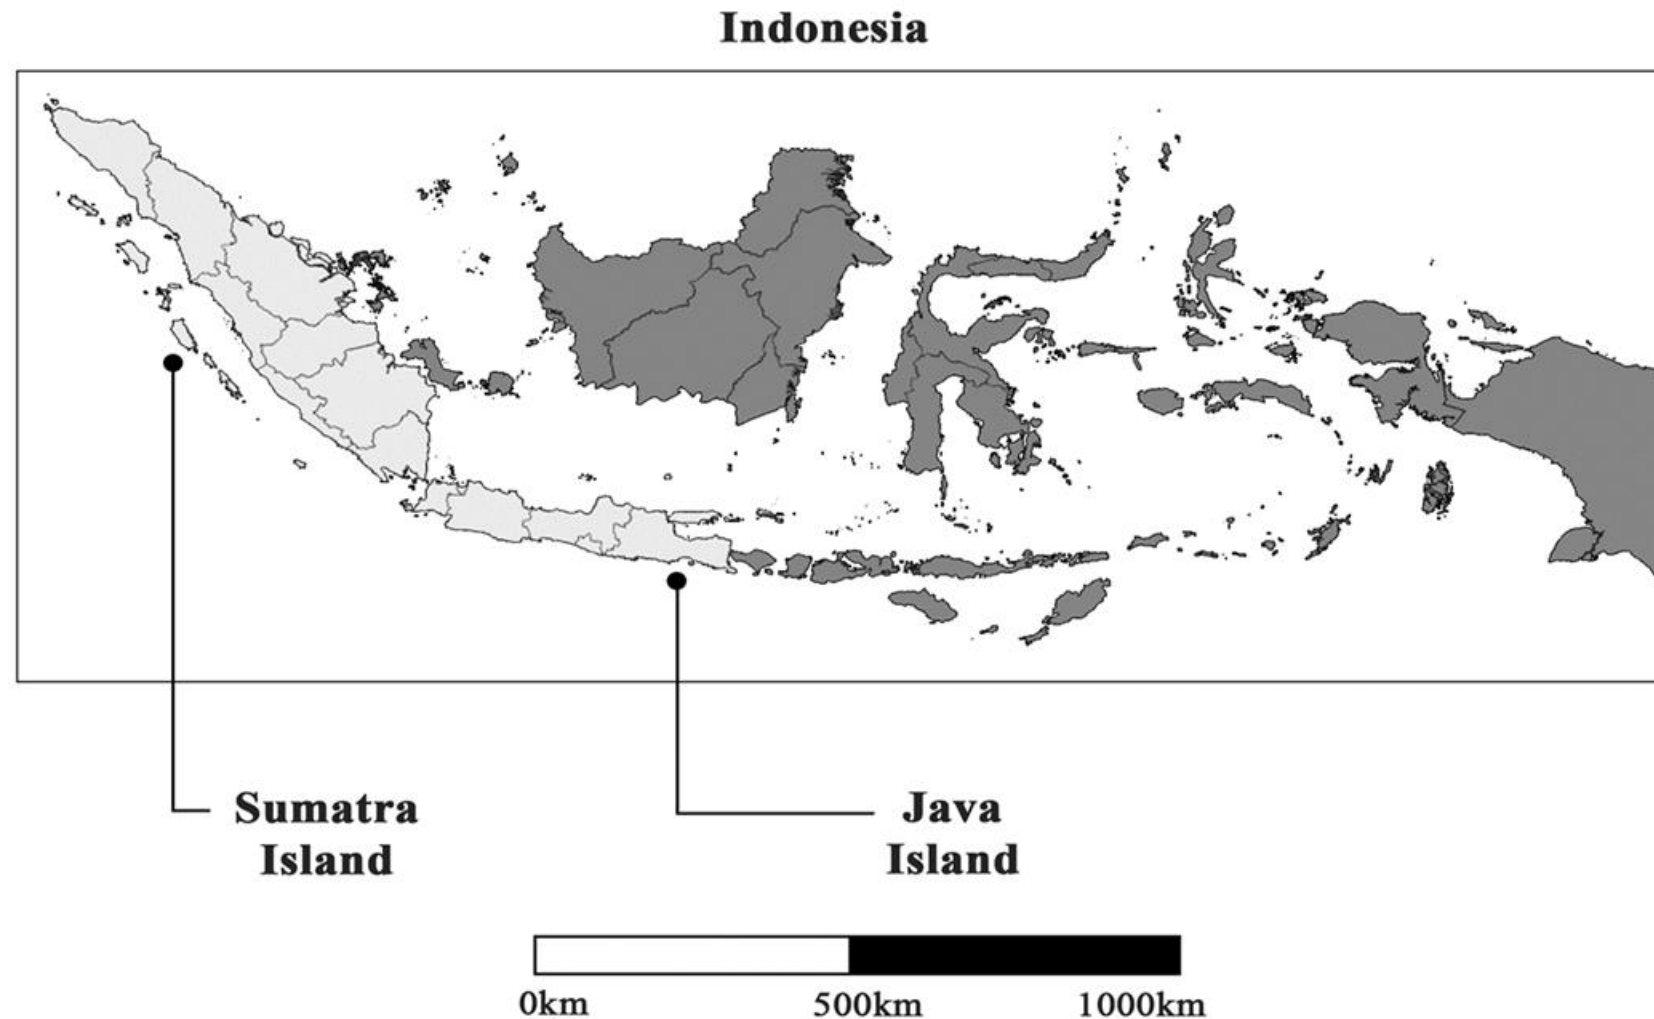 Indonesia
Sumatra
Island
Java
Island
0km
500km
1000km